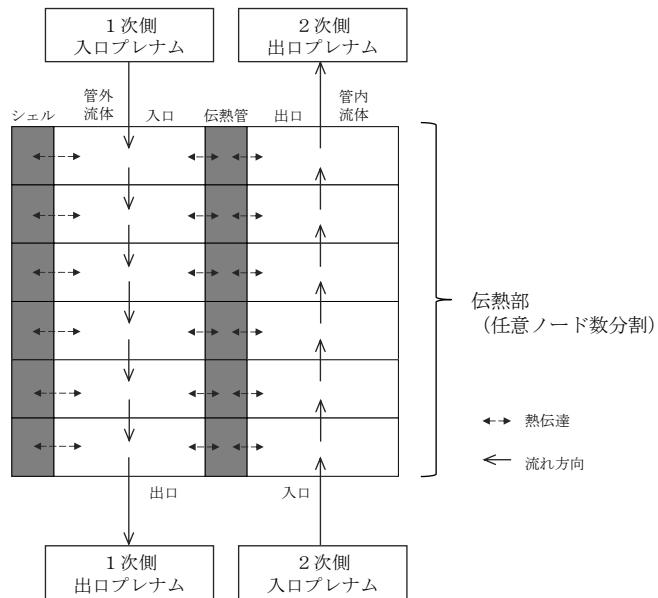 １次側
入口プレナム
２次側
出口プレナム
シェル
管外
流体
入口
伝熱管
出口
管内
流体
伝熱部
（任意ノード数分割）
熱伝達
流れ方向
出口
入口
１次側
出口プレナム
２次側
入口プレナム